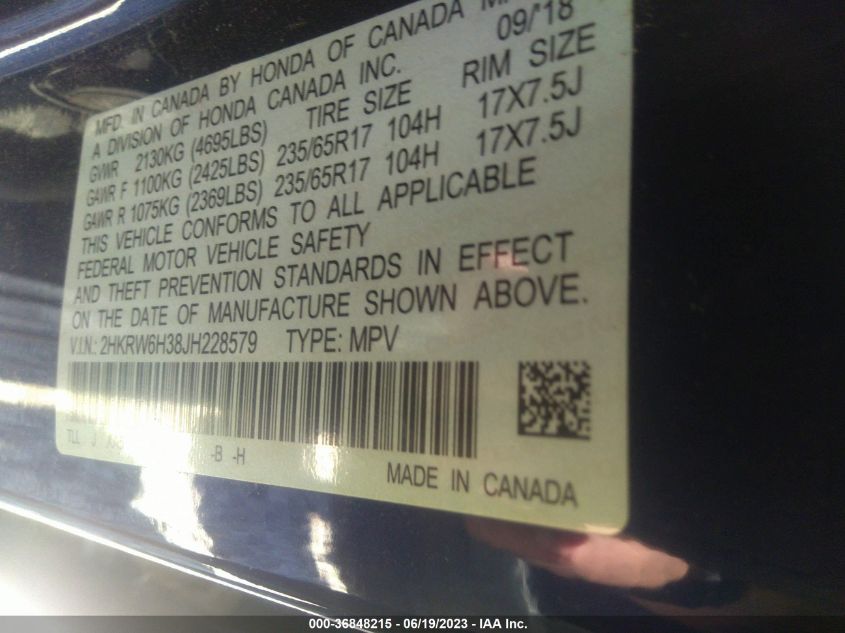 MFD. IN CANADA BY HONDA OF CANADA
A DIVISION OF HONDA CANADA INC. 09/'18
GVWR 2130KG (4695LBS) TIRE SIZE RIM SIZE
GAWR F 1100KG (2425LBS) 235/65R17 104H 17X7.5J
GAWR R 1075KG (2369LBS) 235/65R17 104H 17X7.5J
THIS VEHICLE CONFORMS TO ALL APPLICABLE
FEDERAL MOTOR VEHICLE SAFETY
AND THEFT PREVENTION STANDARDS IN EFFECT
ON THE DATE OF MANUFACTURE SHOWN ABOVE.
V.I.N.: 2HKRW6H38JH228579 TYPE: MPV
TLL J -B -H
MADE IN CANADA
000-36848215 - 06/19/2023 - IAA Inc.